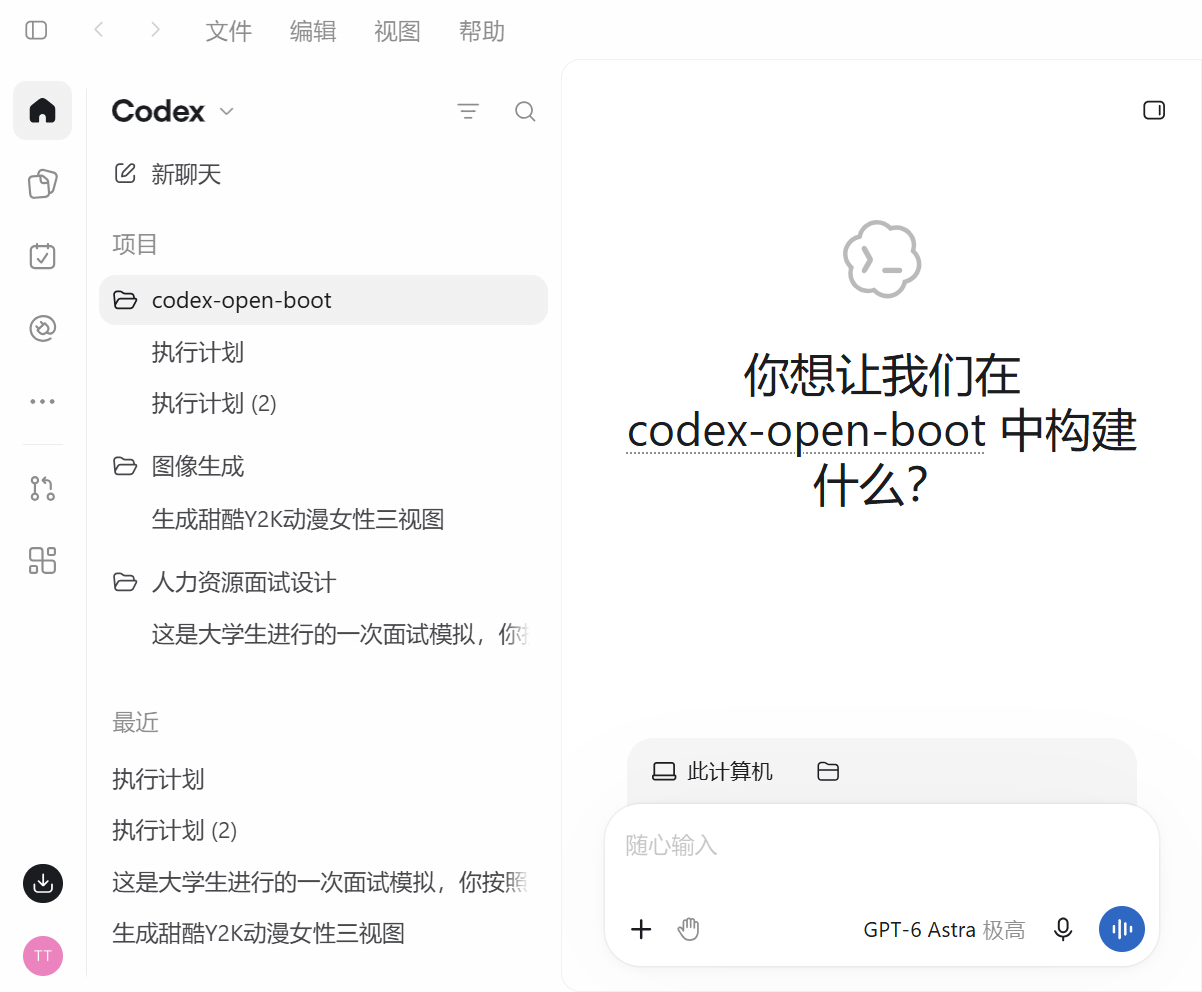 文件 编辑 视图 帮助
Codex
新聊天
项目
codex-open-boot
执行计划
执行计划 (2)
图像生成
生成甜酷Y2K动漫女性三视图
人力资源面试设计
这是大学生进行的一次面试模拟，你按
最近
执行计划
执行计划 (2)
这是大学生进行的一次面试模拟，你按照
生成甜酷Y2K动漫女性三视图
TT
你想让我们在
codex-open-boot 中构建
什么？
此计算机
随心输入
GPT-6 Astra 极高